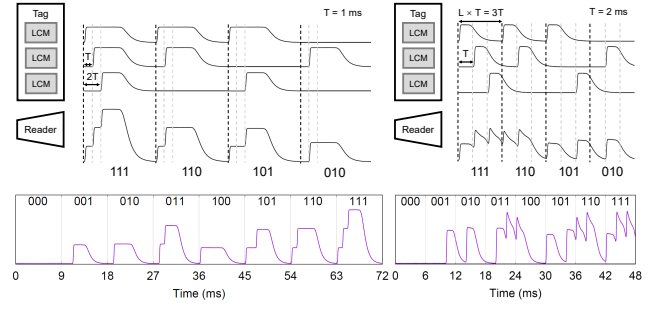 Tag
LCM
LCM
LCM
Reader
T = 1 ms
T
2T
111 110 101 010
Tag
LCM
LCM
LCM
Reader
L × T = 3T
T = 2 ms
T
111 110 101 010
000 001 010 011 100 101 110 111
0 9 18 27 36 45 54 63 72
Time (ms)
000 001 010 011 100 101 110 111
0 6 12 18 24 30 36 42 48
Time (ms)